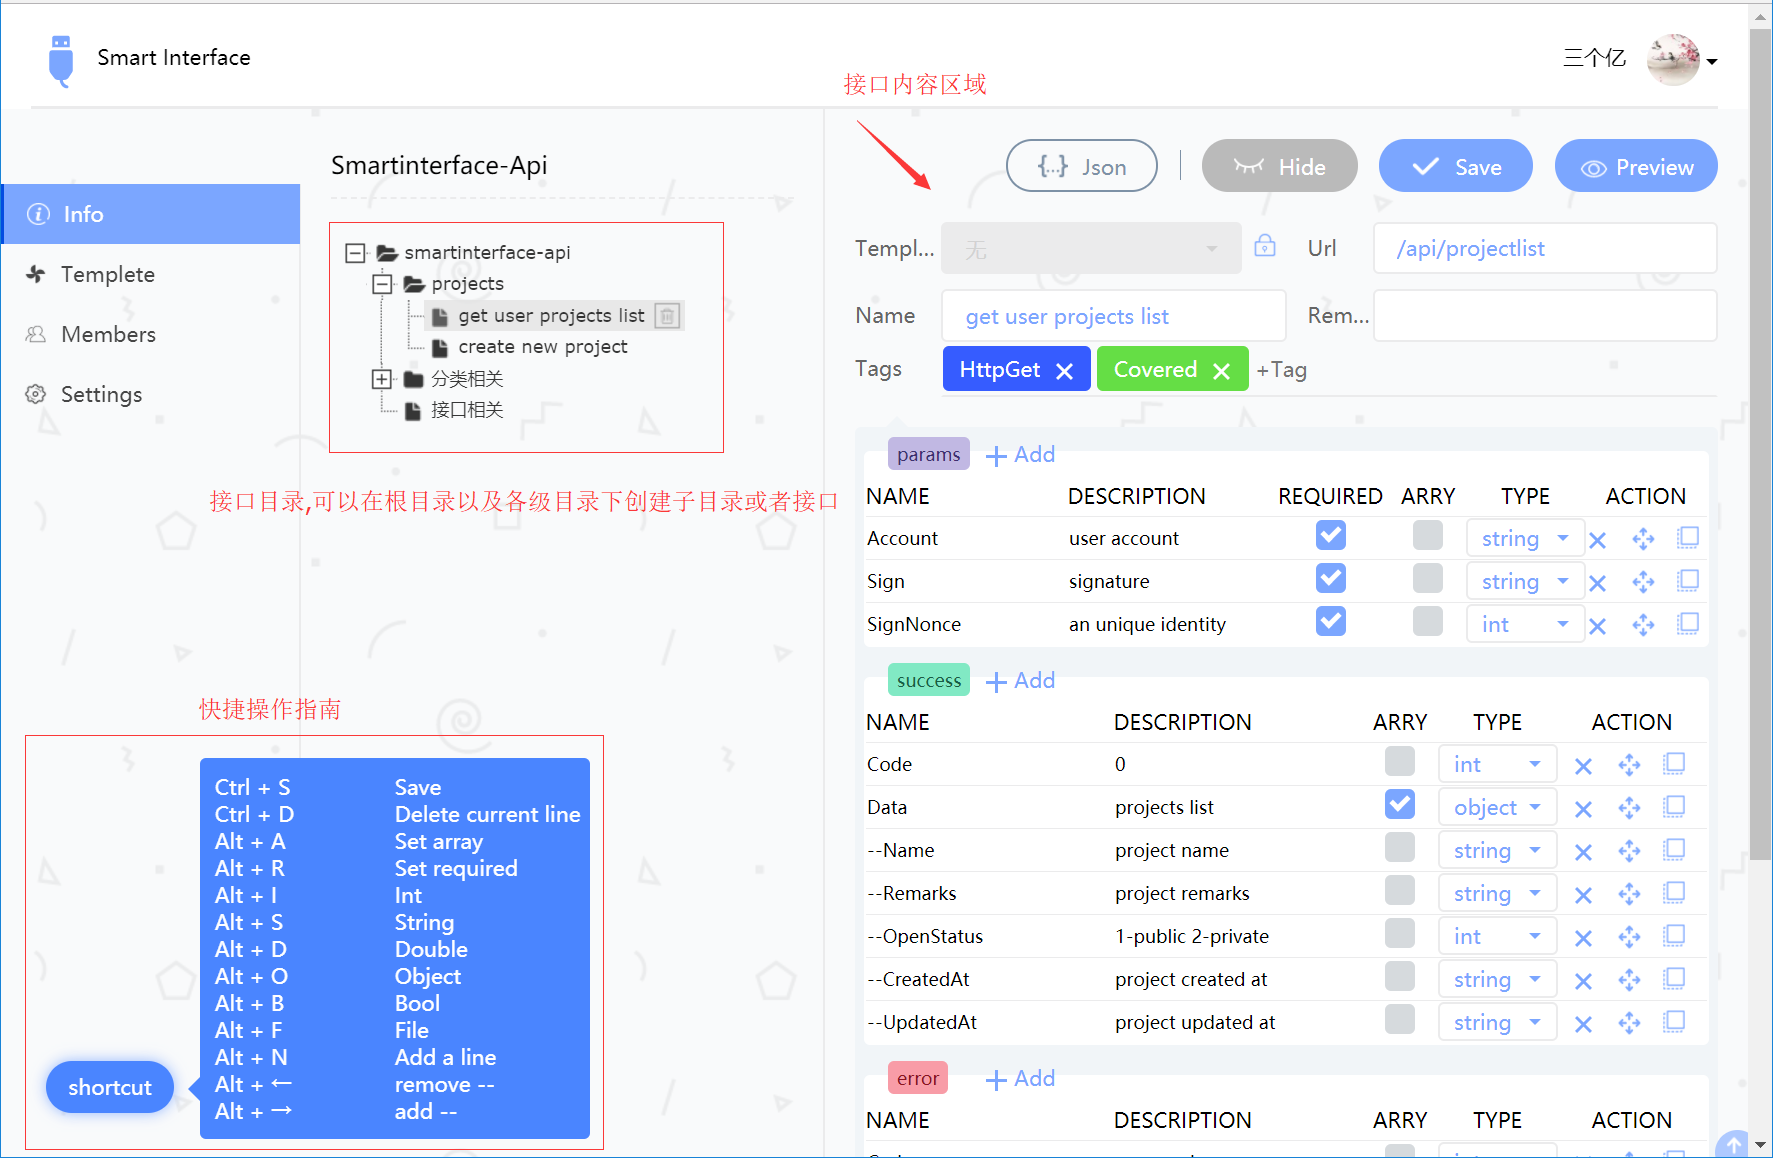 Smart Interface
三个亿
接口内容区域
Smartinterface-Api
{...} Json
Hide
Save
Preview
Info
Templete
Members
Settings
smartinterface-api
projects
get user projects list
create new project
分类相关
接口相关
接口目录,可以在根目录以及各级目录下创建子目录或者接口
Templ... 无 Url /api/projectlist
Name get user projects list Rem...
Tags HttpGet Covered +Tag
params + Add
NAME DESCRIPTION REQUIRED ARRY TYPE ACTION
Account user account string
Sign signature string
SignNonce an unique identity int
success + Add
NAME DESCRIPTION ARRY TYPE ACTION
Code 0 int
Data projects list object
--Name project name string
--Remarks project remarks string
--OpenStatus 1-public 2-private int
--CreatedAt project created at string
--UpdatedAt project updated at string
error + Add
NAME DESCRIPTION ARRY TYPE ACTION
快捷操作指南
Ctrl + S Save
Ctrl + D Delete current line
Alt + A Set array
Alt + R Set required
Alt + I Int
Alt + S String
Alt + D Double
Alt + O Object
Alt + B Bool
Alt + F File
Alt + N Add a line
Alt + ← remove --
Alt + → add --
shortcut